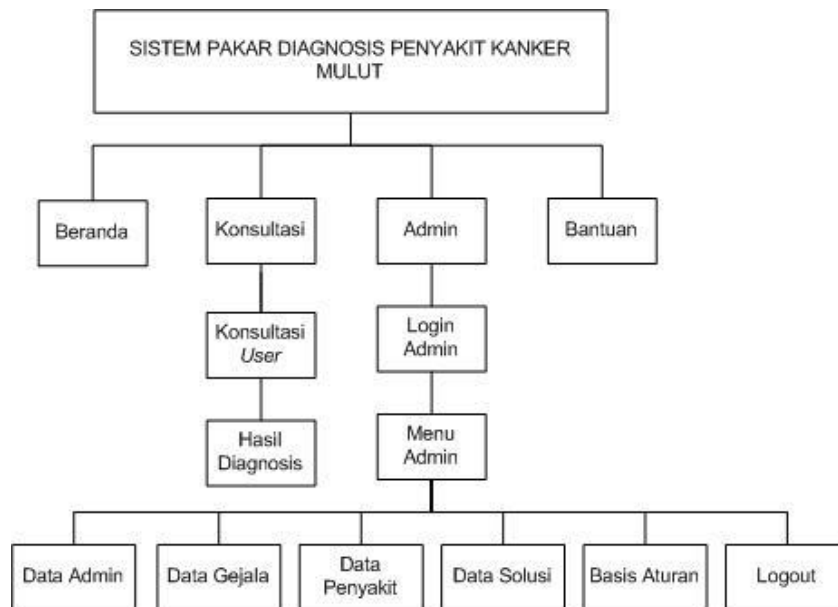 SISTEM PAKAR DIAGNOSIS PENYAKIT KANKER
MULUT
Beranda
Konsultasi
Admin
Bantuan
Konsultasi
User
Login
Admin
Hasil
Diagnosis
Menu
Admin
Data Admin
Data Gejala
Data
Penyakit
Data Solusi
Basis Aturan
Logout